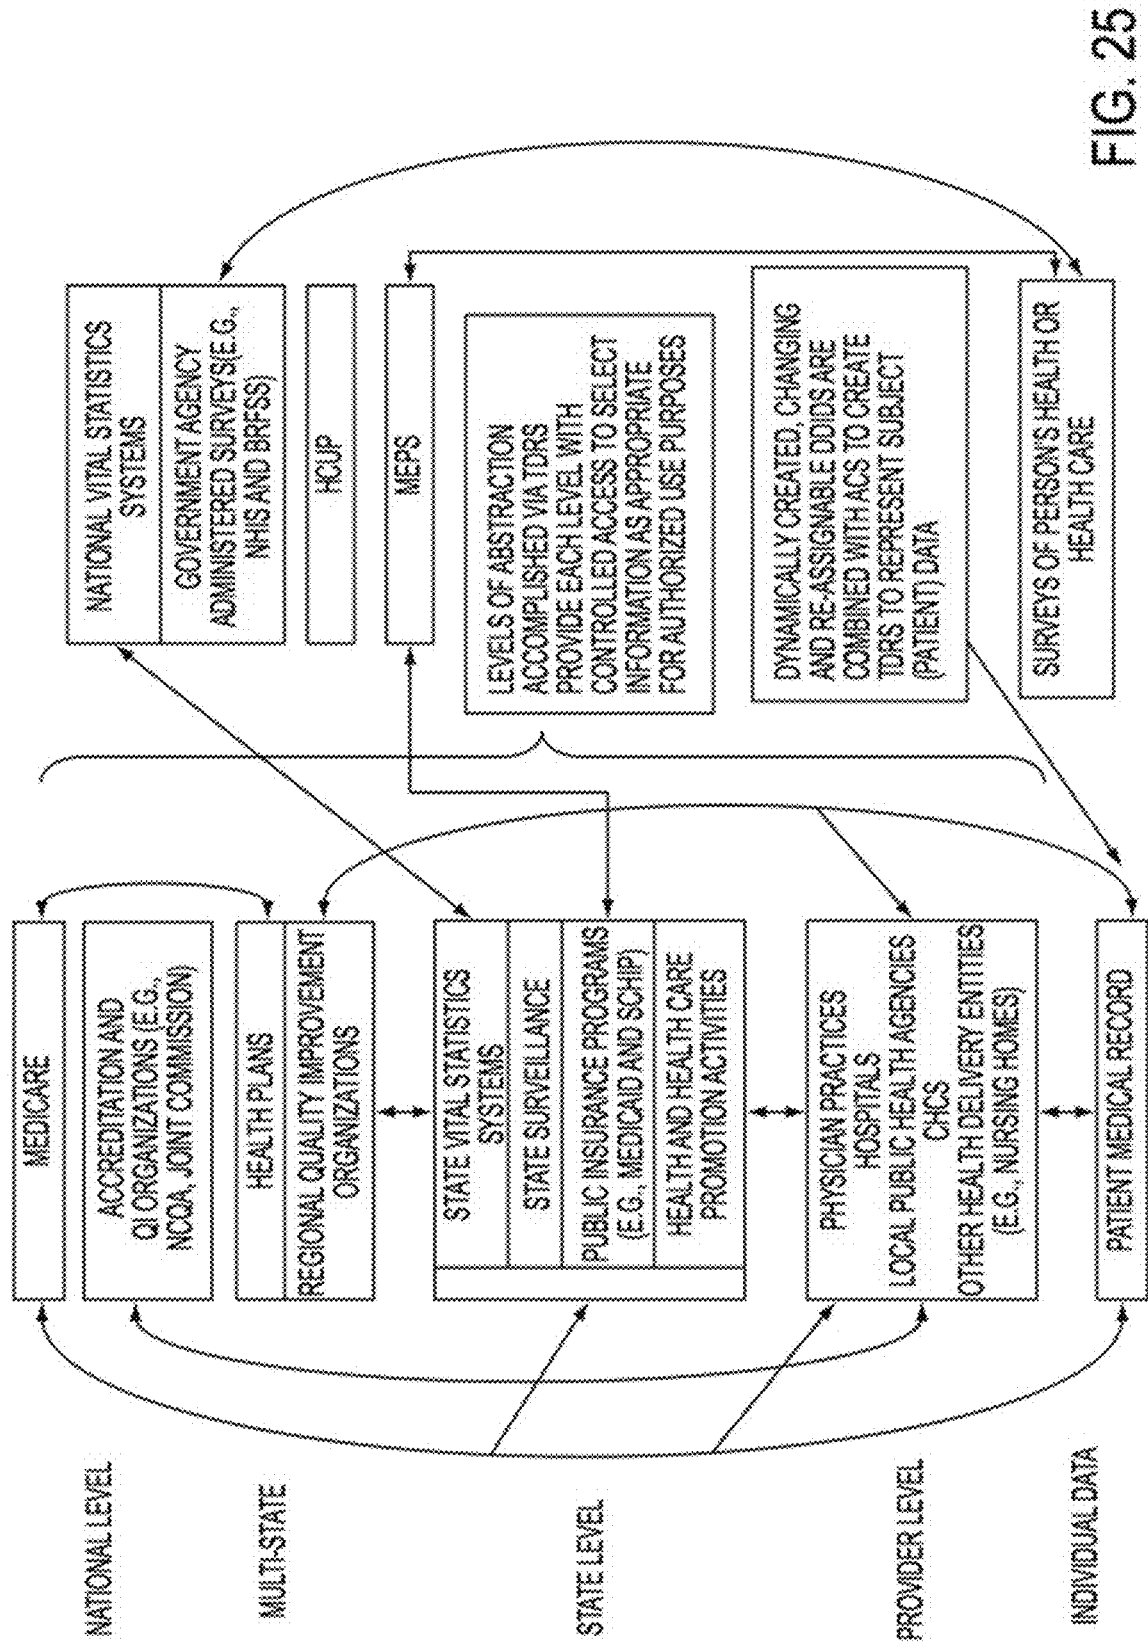 NATIONAL LEVEL
MEDICARE
ACCREDITATION AND
QI ORGANIZATIONS (E.G.,
NCQA, JOINT COMMISSION)
NATIONAL VITAL STATISTICS
SYSTEMS
GOVERNMENT AGENCY
ADMINISTERED SURVEYS(E.G.,
NHIS AND BRFSS)
MULTI-STATE
HEALTH PLANS
REGIONAL QUALITY IMPROVEMENT
ORGANIZATIONS
HCUP
MEPS
STATE LEVEL
STATE VITAL STATISTICS
SYSTEMS
STATE SURVEILLANCE
PUBLIC INSURANCE PROGRAMS
(E.G., MEDICAID AND SCHIP)
HEALTH AND HEALTH CARE
PROMOTION ACTIVITIES
LEVELS OF ABSTRACTION
ACCOMPLISHED VIA TDRS
PROVIDE EACH LEVEL WITH
CONTROLLED ACCESS TO SELECT
INFORMATION AS APPROPRIATE
FOR AUTHORIZED USE PURPOSES
PROVIDER LEVEL
PHYSICIAN PRACTICES
HOSPITALS
LOCAL PUBLIC HEALTH AGENCIES
CHCS
OTHER HEALTH DELIVERY ENTITIES
(E.G., NURSING HOMES)
DYNAMICALLY CREATED, CHANGING
AND RE-ASSIGNABLE DDIDS ARE
COMBINED WITH ACS TO CREATE
TDRS TO REPRESENT SUBJECT
(PATIENT) DATA
INDIVIDUAL DATA
PATIENT MEDICAL RECORD
SURVEYS OF PERSON'S HEALTH OR
HEALTH CARE
FIG. 25